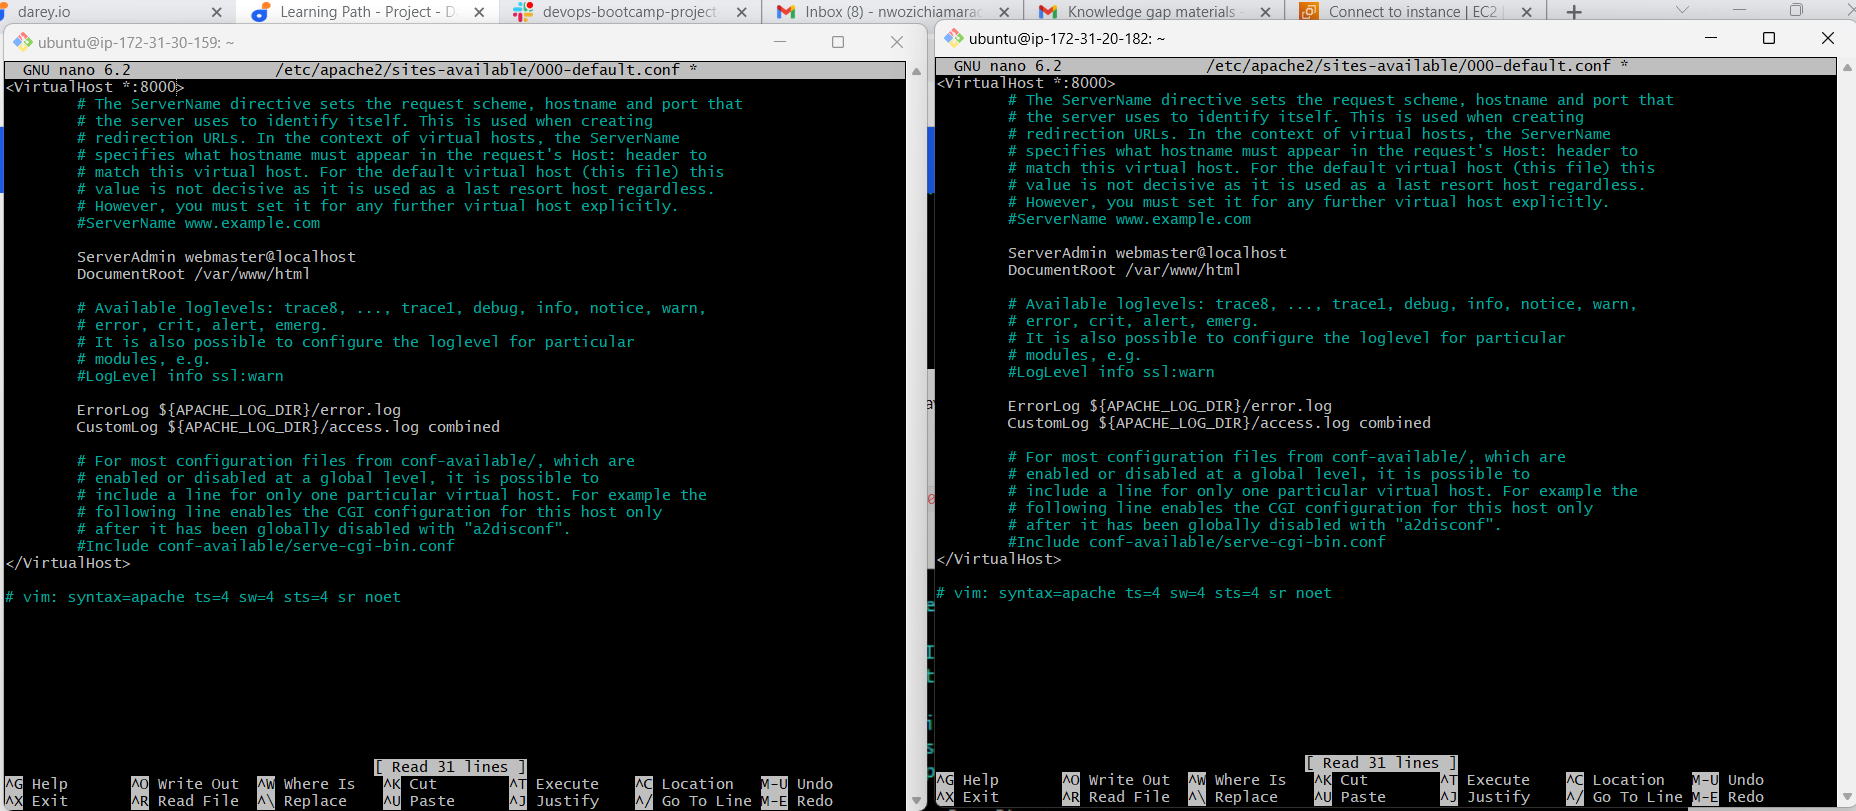 darey.io
Learning Path - Project - D
devops-bootcamp-project
Inbox (8) - nwozichiamarac
Knowledge gap materials -
Connect to instance | EC2
ubuntu@ip-172-31-30-159: ~
GNU nano 6.2 /etc/apache2/sites-available/000-default.conf *
<VirtualHost *:8000>
# The ServerName directive sets the request scheme, hostname and port that
# the server uses to identify itself. This is used when creating
# redirection URLs. In the context of virtual hosts, the ServerName
# specifies what hostname must appear in the request's Host: header to
# match this virtual host. For the default virtual host (this file) this
# value is not decisive as it is used as a last resort host regardless.
# However, you must set it for any further virtual host explicitly.
#ServerName www.example.com
ServerAdmin webmaster@localhost
DocumentRoot /var/www/html
# Available loglevels: trace8, ..., trace1, debug, info, notice, warn,
# error, crit, alert, emerg.
# It is also possible to configure the loglevel for particular
# modules, e.g.
#LogLevel info ssl:warn
ErrorLog ${APACHE_LOG_DIR}/error.log
CustomLog ${APACHE_LOG_DIR}/access.log combined
# For most configuration files from conf-available/, which are
# enabled or disabled at a global level, it is possible to
# include a line for only one particular virtual host. For example the
# following line enables the CGI configuration for this host only
# after it has been globally disabled with "a2disconf".
#Include conf-available/serve-cgi-bin.conf
</VirtualHost>
# vim: syntax=apache ts=4 sw=4 sts=4 sr noet
[ Read 31 lines ]
^G Help ^O Write Out ^W Where Is ^K Cut ^T Execute ^C Location M-U Undo
^X Exit ^R Read File ^\ Replace ^U Paste ^J Justify ^/ Go To Line M-E Redo
ubuntu@ip-172-31-20-182: ~
GNU nano 6.2 /etc/apache2/sites-available/000-default.conf *
<VirtualHost *:8000>
# The ServerName directive sets the request scheme, hostname and port that
# the server uses to identify itself. This is used when creating
# redirection URLs. In the context of virtual hosts, the ServerName
# specifies what hostname must appear in the request's Host: header to
# match this virtual host. For the default virtual host (this file) this
# value is not decisive as it is used as a last resort host regardless.
# However, you must set it for any further virtual host explicitly.
#ServerName www.example.com
ServerAdmin webmaster@localhost
DocumentRoot /var/www/html
# Available loglevels: trace8, ..., trace1, debug, info, notice, warn,
# error, crit, alert, emerg.
# It is also possible to configure the loglevel for particular
# modules, e.g.
#LogLevel info ssl:warn
ErrorLog ${APACHE_LOG_DIR}/error.log
CustomLog ${APACHE_LOG_DIR}/access.log combined
# For most configuration files from conf-available/, which are
# enabled or disabled at a global level, it is possible to
# include a line for only one particular virtual host. For example the
# following line enables the CGI configuration for this host only
# after it has been globally disabled with "a2disconf".
#Include conf-available/serve-cgi-bin.conf
</VirtualHost>
# vim: syntax=apache ts=4 sw=4 sts=4 sr noet
[ Read 31 lines ]
^G Help ^O Write Out ^W Where Is ^K Cut ^T Execute ^C Location M-U Undo
^X Exit ^R Read File ^\ Replace ^U Paste ^J Justify ^/ Go To Line M-E Redo